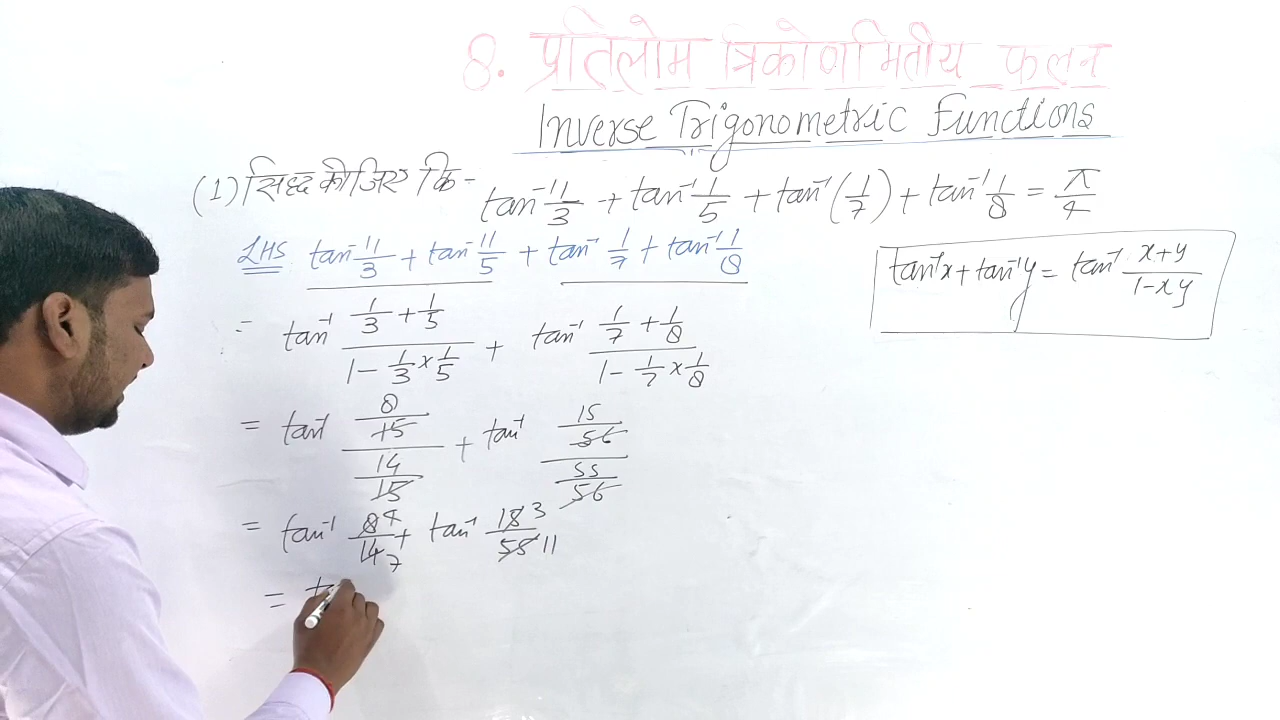 8. प्रतिलोम त्रिकोणमितीय फलन
Inverse Trigonometric Functions
(1) सिद्ध कीजिए कि- tan⁻¹ 1/3 + tan⁻¹ 1/5 + tan⁻¹ (1/7) + tan⁻¹ 1/8 = π/4
LHS tan⁻¹ 1/3 + tan⁻¹ 1/5 + tan⁻¹ 1/7 + tan⁻¹ 1/8
tan⁻¹x + tan⁻¹y = tan⁻¹ (x+y)/(1-xy)
= tan⁻¹ (1/3 + 1/5)/(1 - 1/3 × 1/5) + tan⁻¹ (1/7 + 1/8)/(1 - 1/7 × 1/8)
= tan⁻¹ (8/15)/(14/15) + tan⁻¹ (15/56)/(55/56)
= tan⁻¹ 8/14 4/7 + tan⁻¹ 15/55 3/11
= t